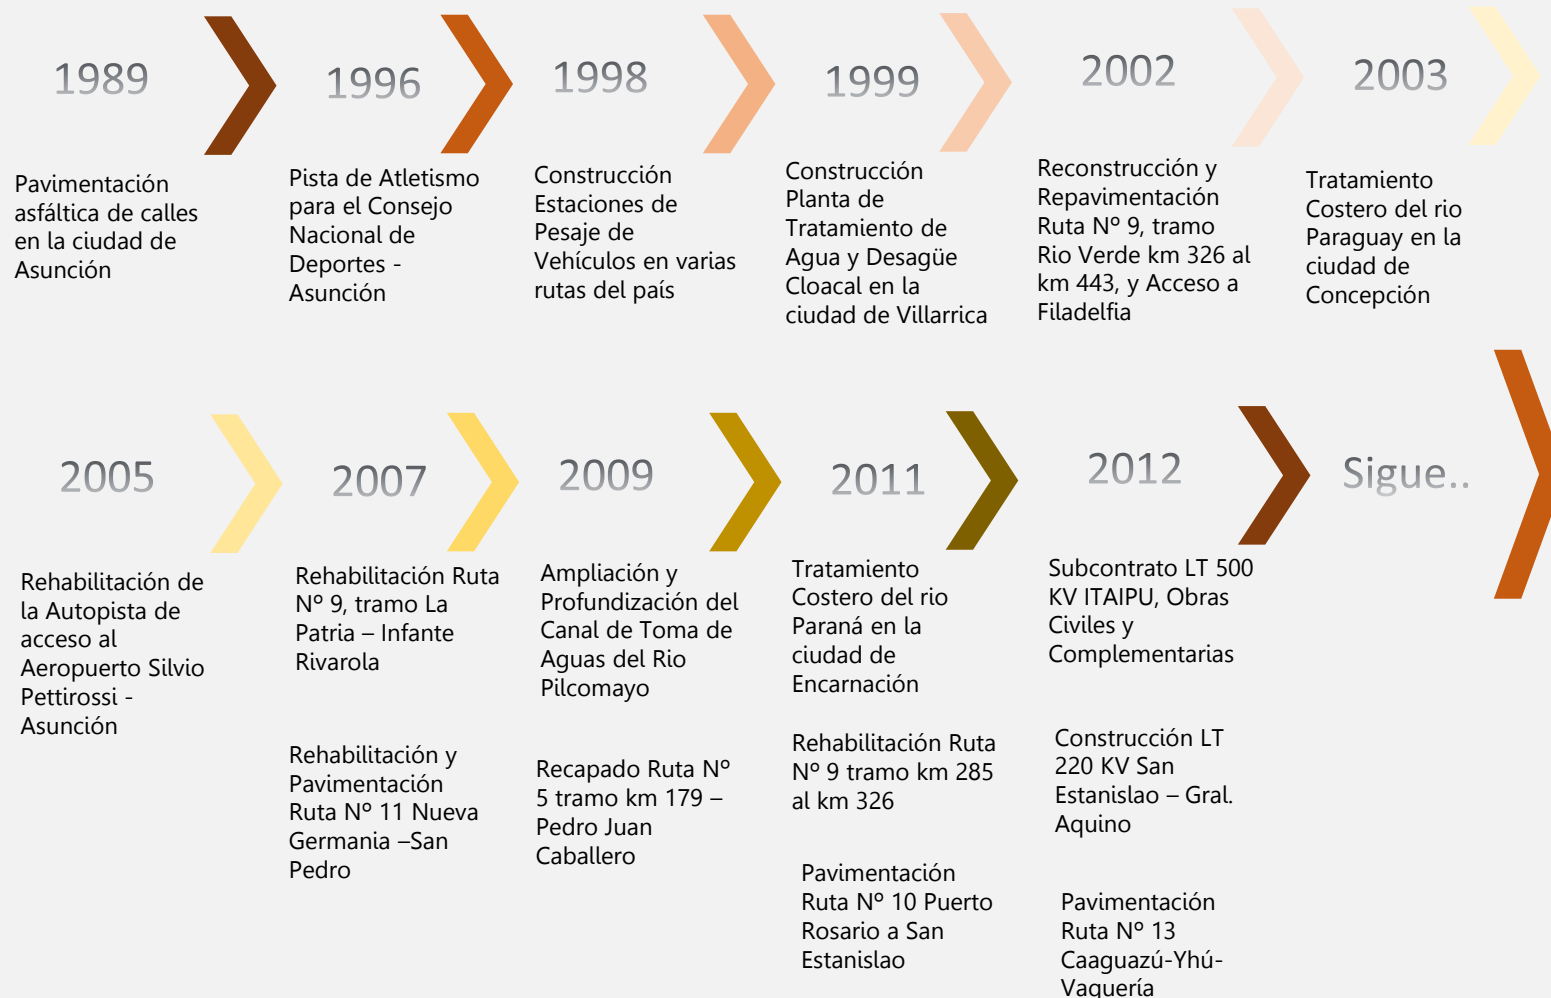 1989
Pavimentación
asfáltica de calles
en la ciudad de
Asunción
1996
Pista de Atletismo
para el Consejo
Nacional de
Deportes -
Asunción
1998
Construcción
Estaciones de
Pesaje de
Vehículos en varias
rutas del país
1999
Construcción
Planta de
Tratamiento de
Agua y Desagüe
Cloacal en la
ciudad de Villarrica
2002
Reconstrucción y
Repavimentación
Ruta Nº 9, tramo
Rio Verde km 326 al
km 443, y Acceso a
Filadelfia
2003
Tratamiento
Costero del rio
Paraguay en la
ciudad de
Concepción
2005
Rehabilitación de
la Autopista de
acceso al
Aeropuerto Silvio
Pettirossi -
Asunción
2007
Rehabilitación Ruta
Nº 9, tramo La
Patria – Infante
Rivarola
Rehabilitación y
Pavimentación
Ruta Nº 11 Nueva
Germania –San
Pedro
2009
Ampliación y
Profundización del
Canal de Toma de
Aguas del Rio
Pilcomayo
Recapado Ruta Nº
5 tramo km 179 –
Pedro Juan
Caballero
2011
Tratamiento
Costero del rio
Paraná en la
ciudad de
Encarnación
Rehabilitación Ruta
Nº 9 tramo km 285
al km 326
Pavimentación
Ruta Nº 10 Puerto
Rosario a San
Estanislao
2012
Subcontrato LT 500
KV ITAIPU, Obras
Civiles y
Complementarias
Construcción LT
220 KV San
Estanislao – Gral.
Aquino
Pavimentación
Ruta Nº 13
Caaguazú-Yhú-
Vaquería
Sigue..